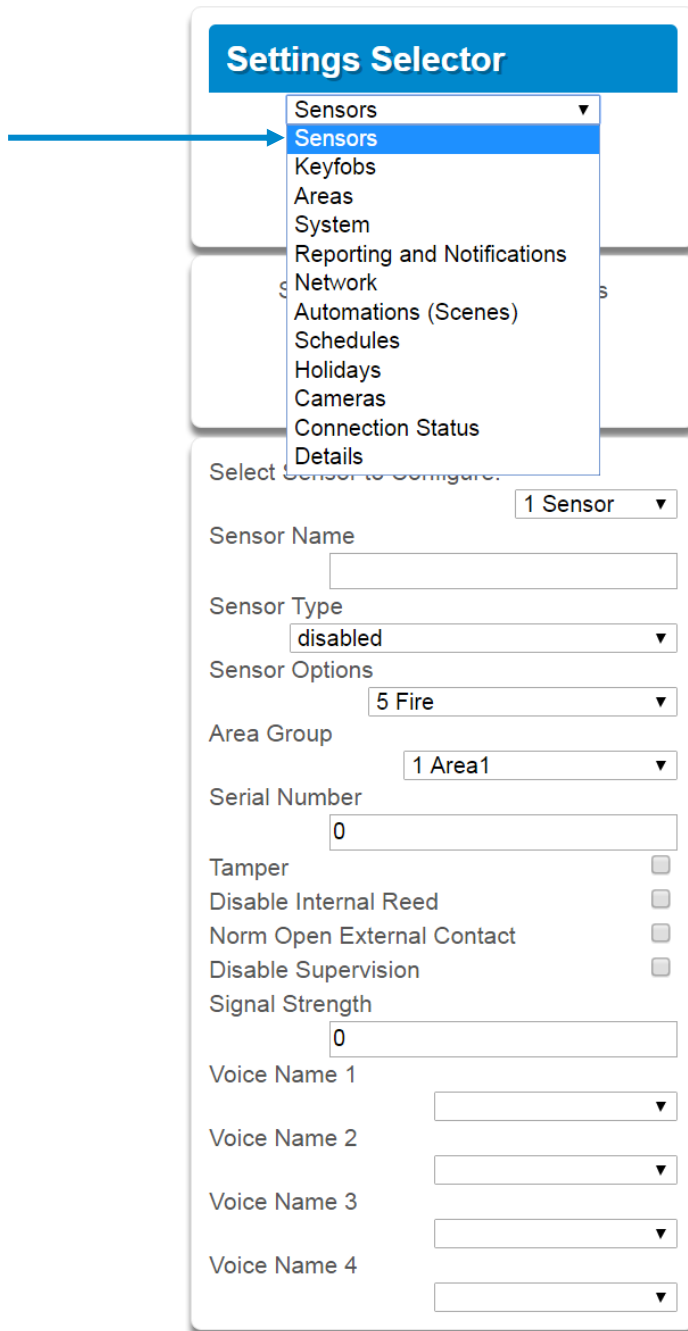 Settings Selector
Sensors
Sensors
Keyfobs
Areas
System
Reporting and Notifications
Network
Automations (Scenes)
Schedules
Holidays
Cameras
Connection Status
Details
Select Sensor to Configure:
1 Sensor
Sensor Name
Sensor Type
disabled
Sensor Options
5 Fire
Area Group
1 Area1
Serial Number
0
Tamper
Disable Internal Reed
Norm Open External Contact
Disable Supervision
Signal Strength
0
Voice Name 1
Voice Name 2
Voice Name 3
Voice Name 4